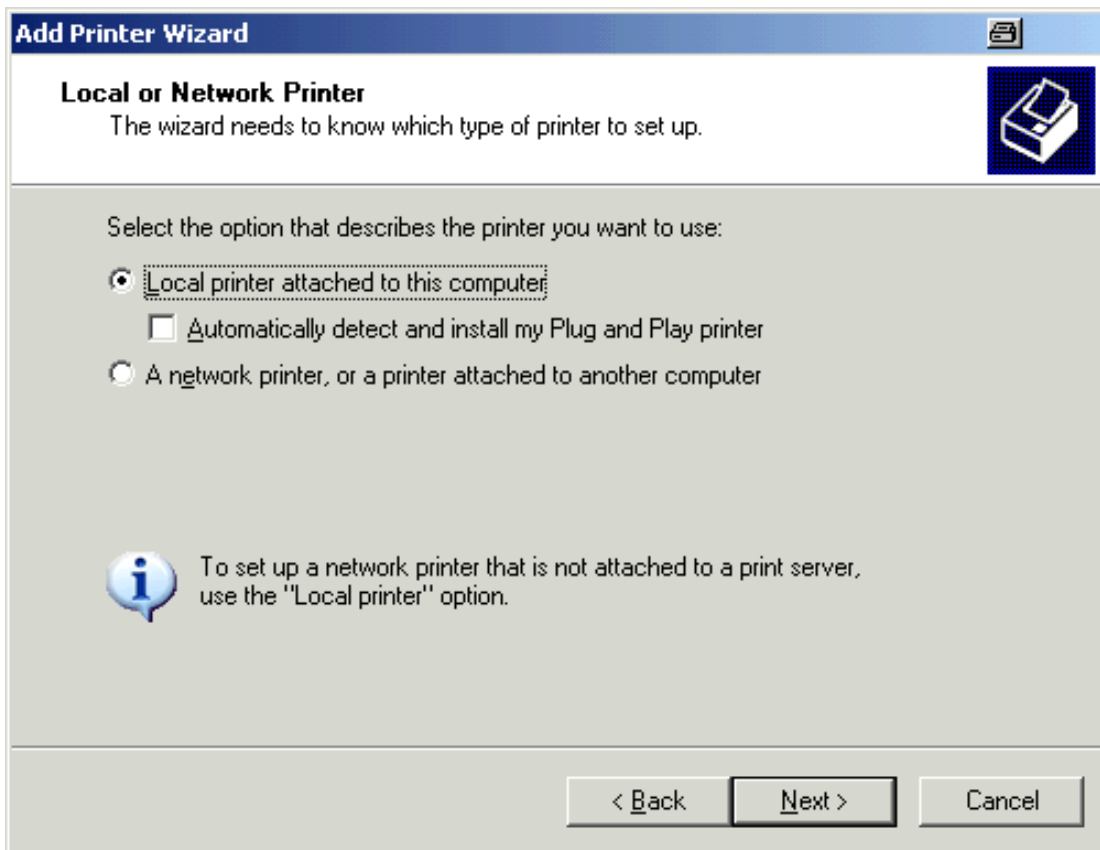 Add Printer Wizard
Local or Network Printer
The wizard needs to know which type of printer to set up.
Select the option that describes the printer you want to use:
Local printer attached to this computer
Automatically detect and install my Plug and Play printer
A network printer, or a printer attached to another computer
To set up a network printer that is not attached to a print server,
use the "Local printer" option.
< Back Next > Cancel